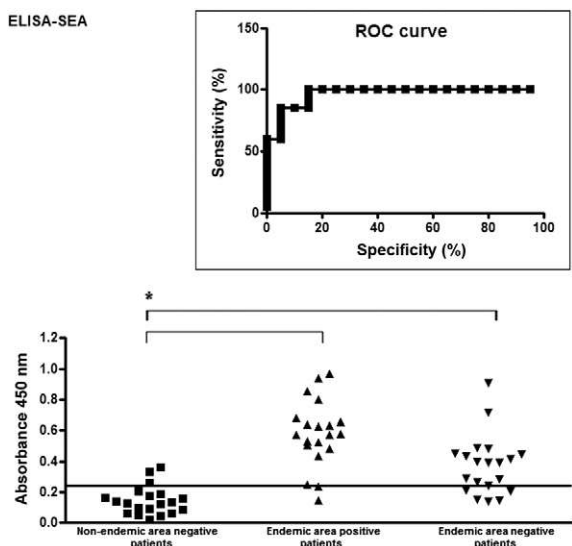 ELISA-SEA
ROC curve
150
100
50
0
Sensitivity (%)
0 20 40 60 80 100
Specificity (%)
*
1.2
1.0
0.8
0.6
0.4
0.2
0.0
Absorbance 450 nm
Non-endemic area negative patients
Endemic area positive patients
Endemic area negative patients